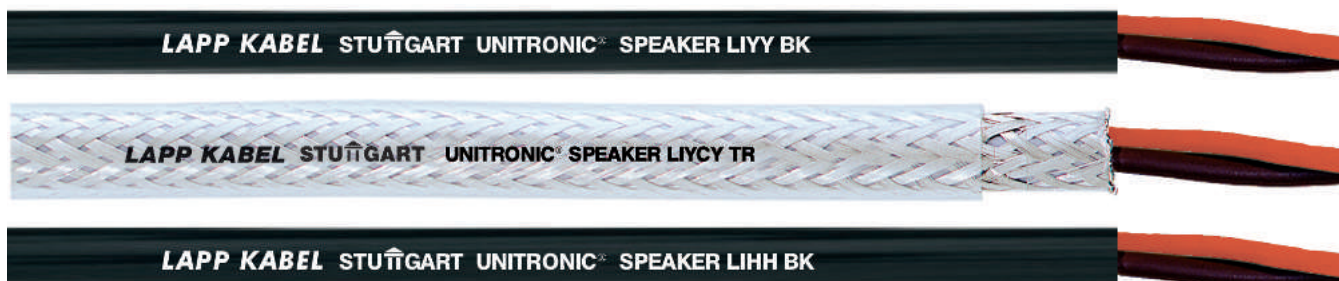 LAPP KABEL STUTTGART UNITRONIC® SPEAKER LIYY BK
LAPP KABEL STUTTGART UNITRONIC® SPEAKER LIYCY TR
LAPP KABEL STUTTGART UNITRONIC® SPEAKER LIHH BK